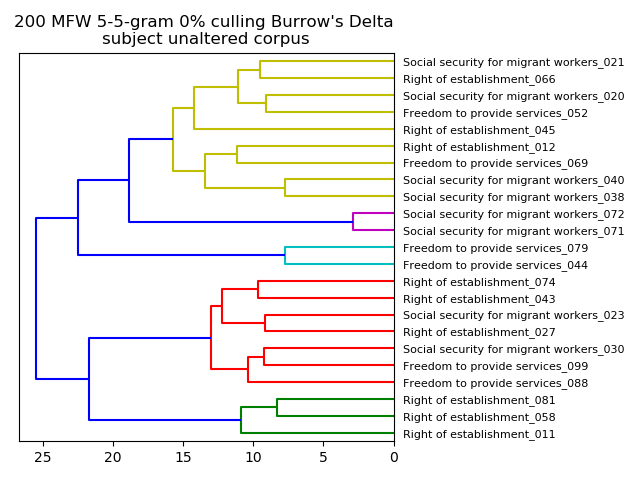 200 MFW 5-5-gram 0% culling Burrow's Delta
subject unaltered corpus
Social security for migrant workers_021
Right of establishment_066
Social security for migrant workers_020
Freedom to provide services_052
Right of establishment_045
Right of establishment_012
Freedom to provide services_069
Social security for migrant workers_040
Social security for migrant workers_038
Social security for migrant workers_072
Social security for migrant workers_071
Freedom to provide services_079
Freedom to provide services_044
Right of establishment_074
Right of establishment_043
Social security for migrant workers_023
Right of establishment_027
Social security for migrant workers_030
Freedom to provide services_099
Freedom to provide services_088
Right of establishment_081
Right of establishment_058
Right of establishment_011
25 20 15 10 5 0